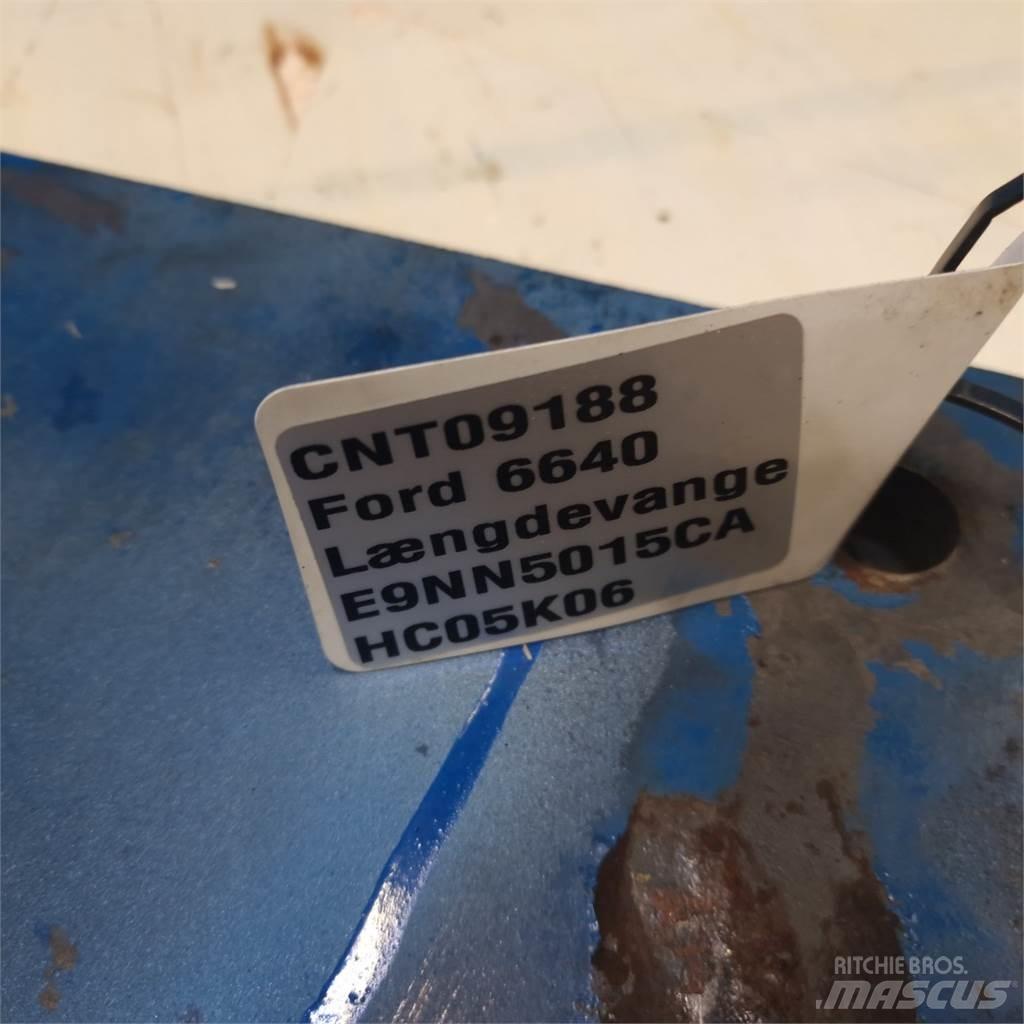 CNT09188
Ford 6640
Længdevange
E9NN5015CA
HC05K06
RITCHIE BROS.
MASCUS